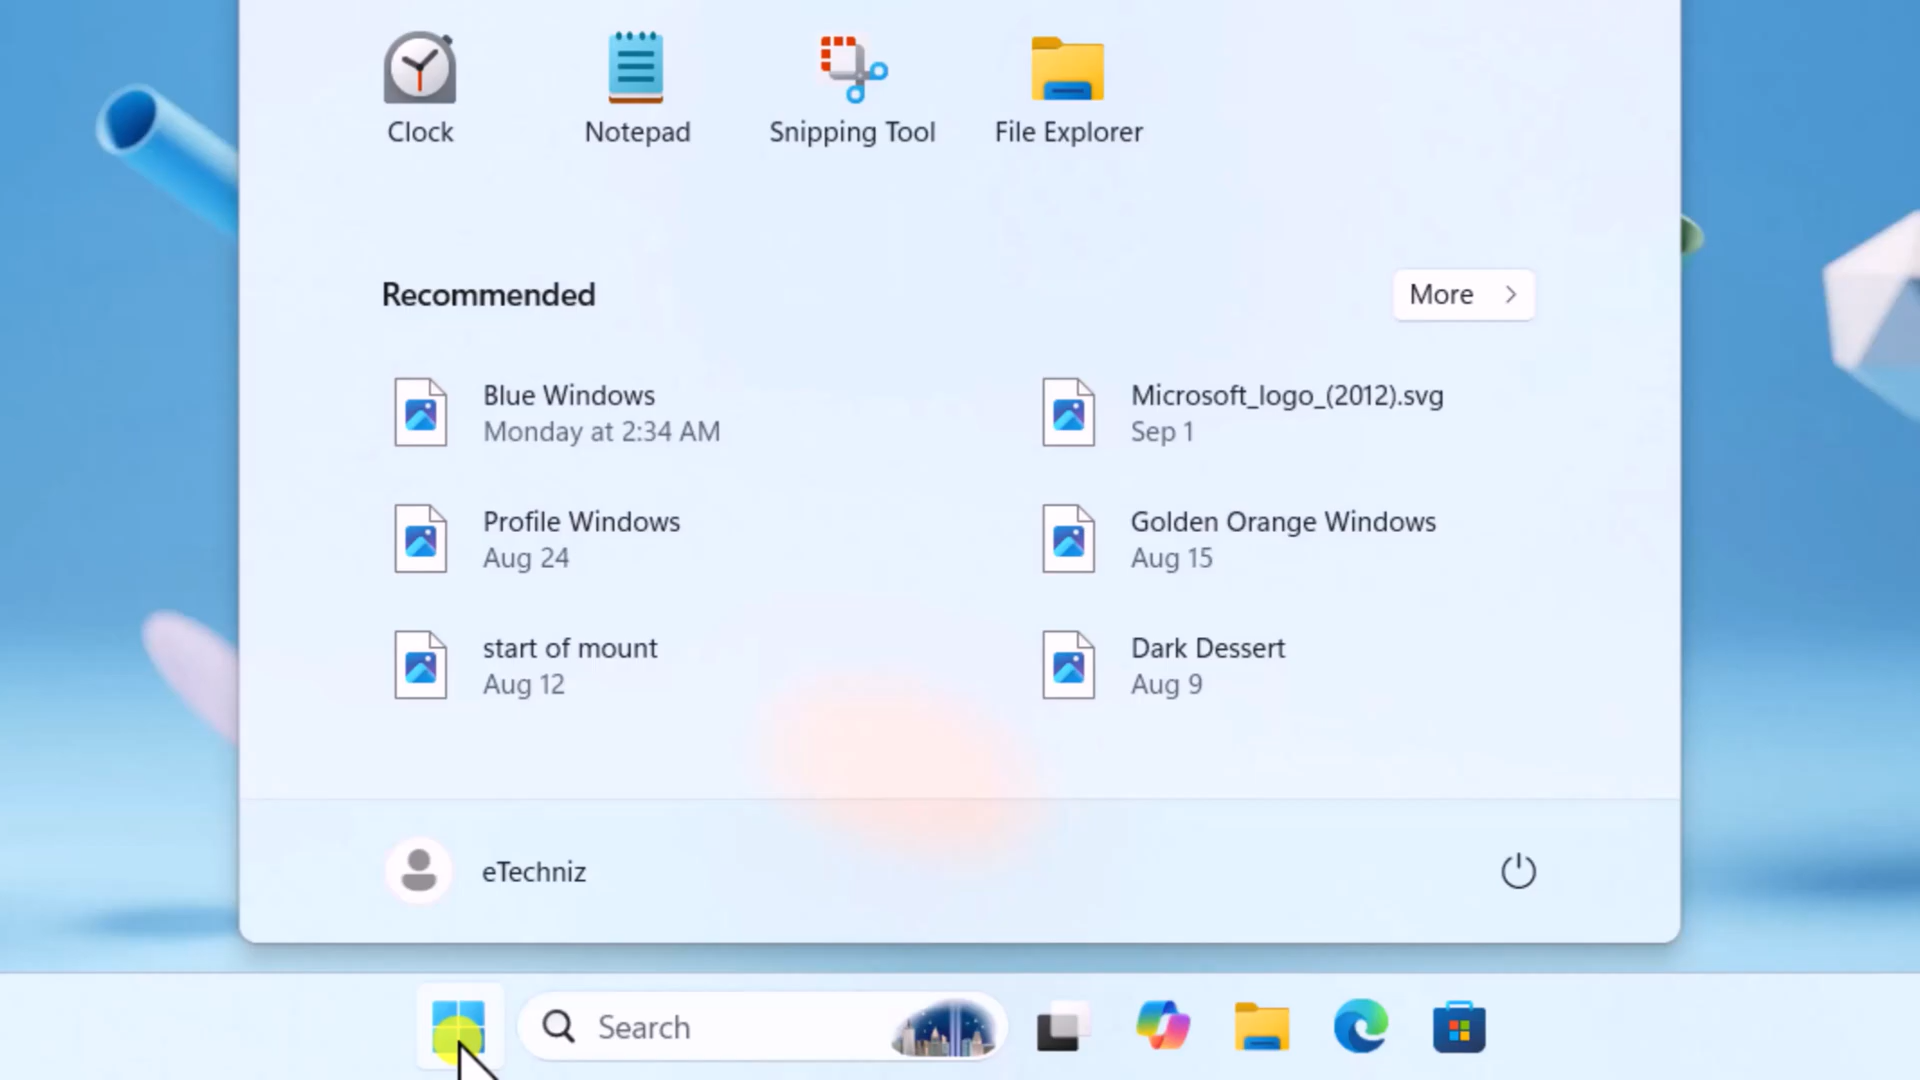 Clock
Notepad
Snipping Tool
File Explorer
Recommended
More
Blue Windows
Monday at 2:34 AM
Microsoft_logo_(2012).svg
Sep 1
Profile Windows
Aug 24
Golden Orange Windows
Aug 15
start of mount
Aug 12
Dark Dessert
Aug 9
eTechniz
Search